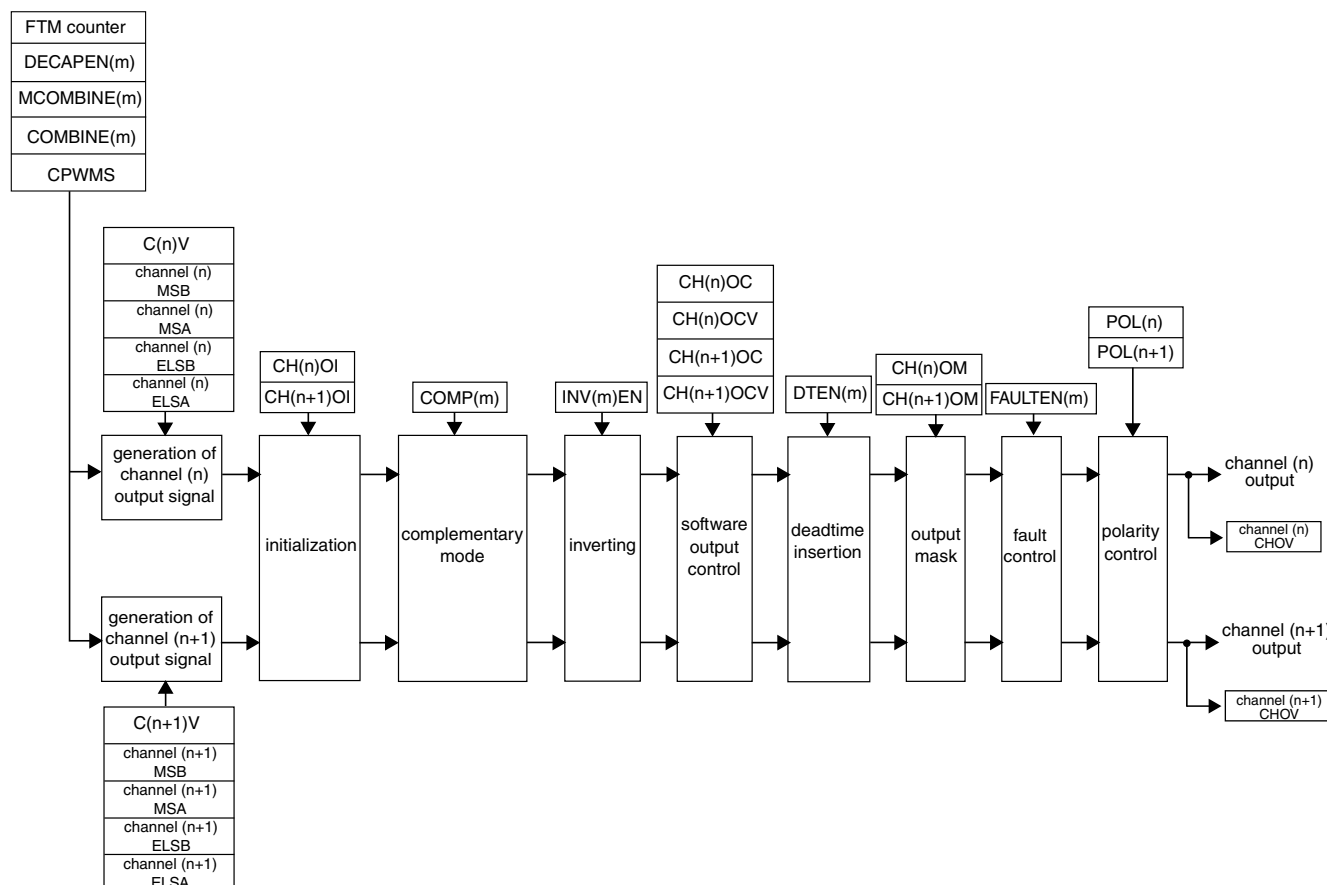 FTM counter
DECAPEN(m)
MCOMBINE(m)
COMBINE(m)
CPWMS
C(n)V
channel (n)
MSB
channel (n)
MSA
channel (n)
ELSB
channel (n)
ELSA
CH(n)OI
CH(n+1)OI
COMP(m)
INV(m)EN
CH(n)OC
CH(n)OCV
CH(n+1)OC
CH(n+1)OCV
DTEN(m)
CH(n)OM
CH(n+1)OM
FAULTEN(m)
POL(n)
POL(n+1)
generation of
channel (n)
output signal
initialization
complementary
mode
inverting
software
output
control
deadtime
insertion
output
mask
fault
control
polarity
control
channel (n)
output
channel (n)
CHOV
generation of
channel (n+1)
output signal
channel (n+1)
output
channel (n+1)
CHOV
C(n+1)V
channel (n+1)
MSB
channel (n+1)
MSA
channel (n+1)
ELSB
channel (n+1)
ELSA